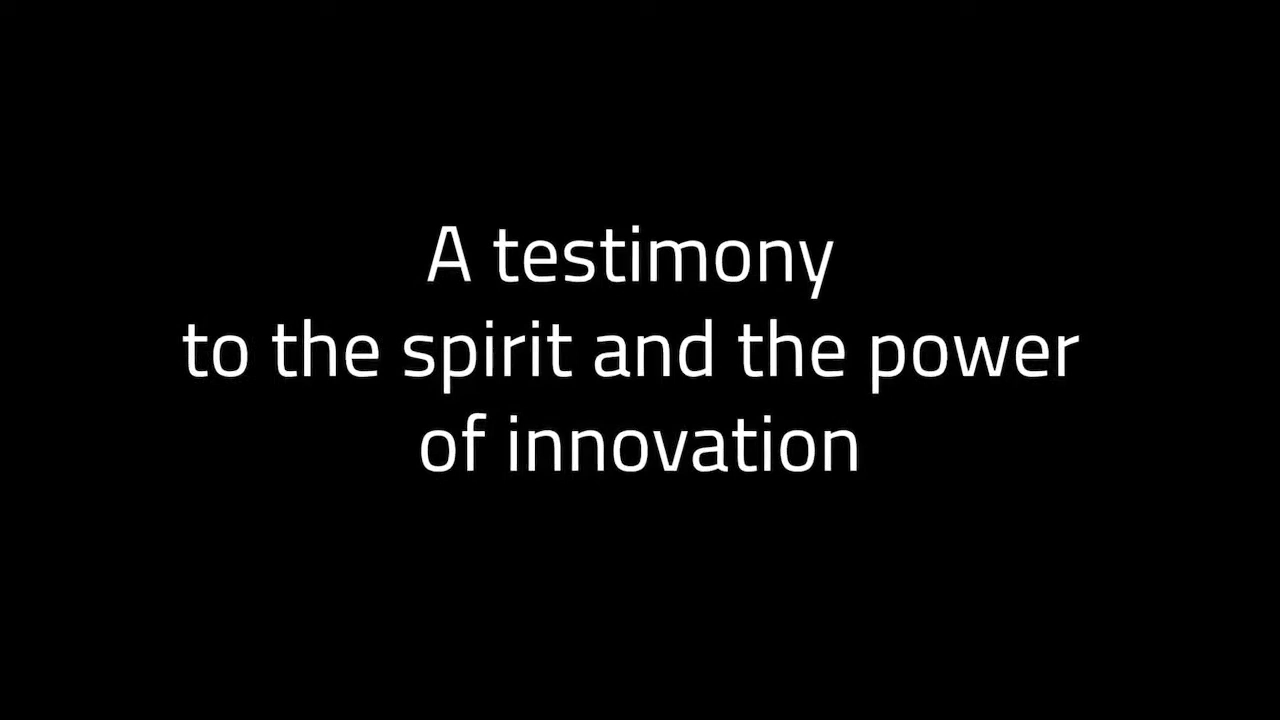 A testimony
to the spirit and the power
of innovation